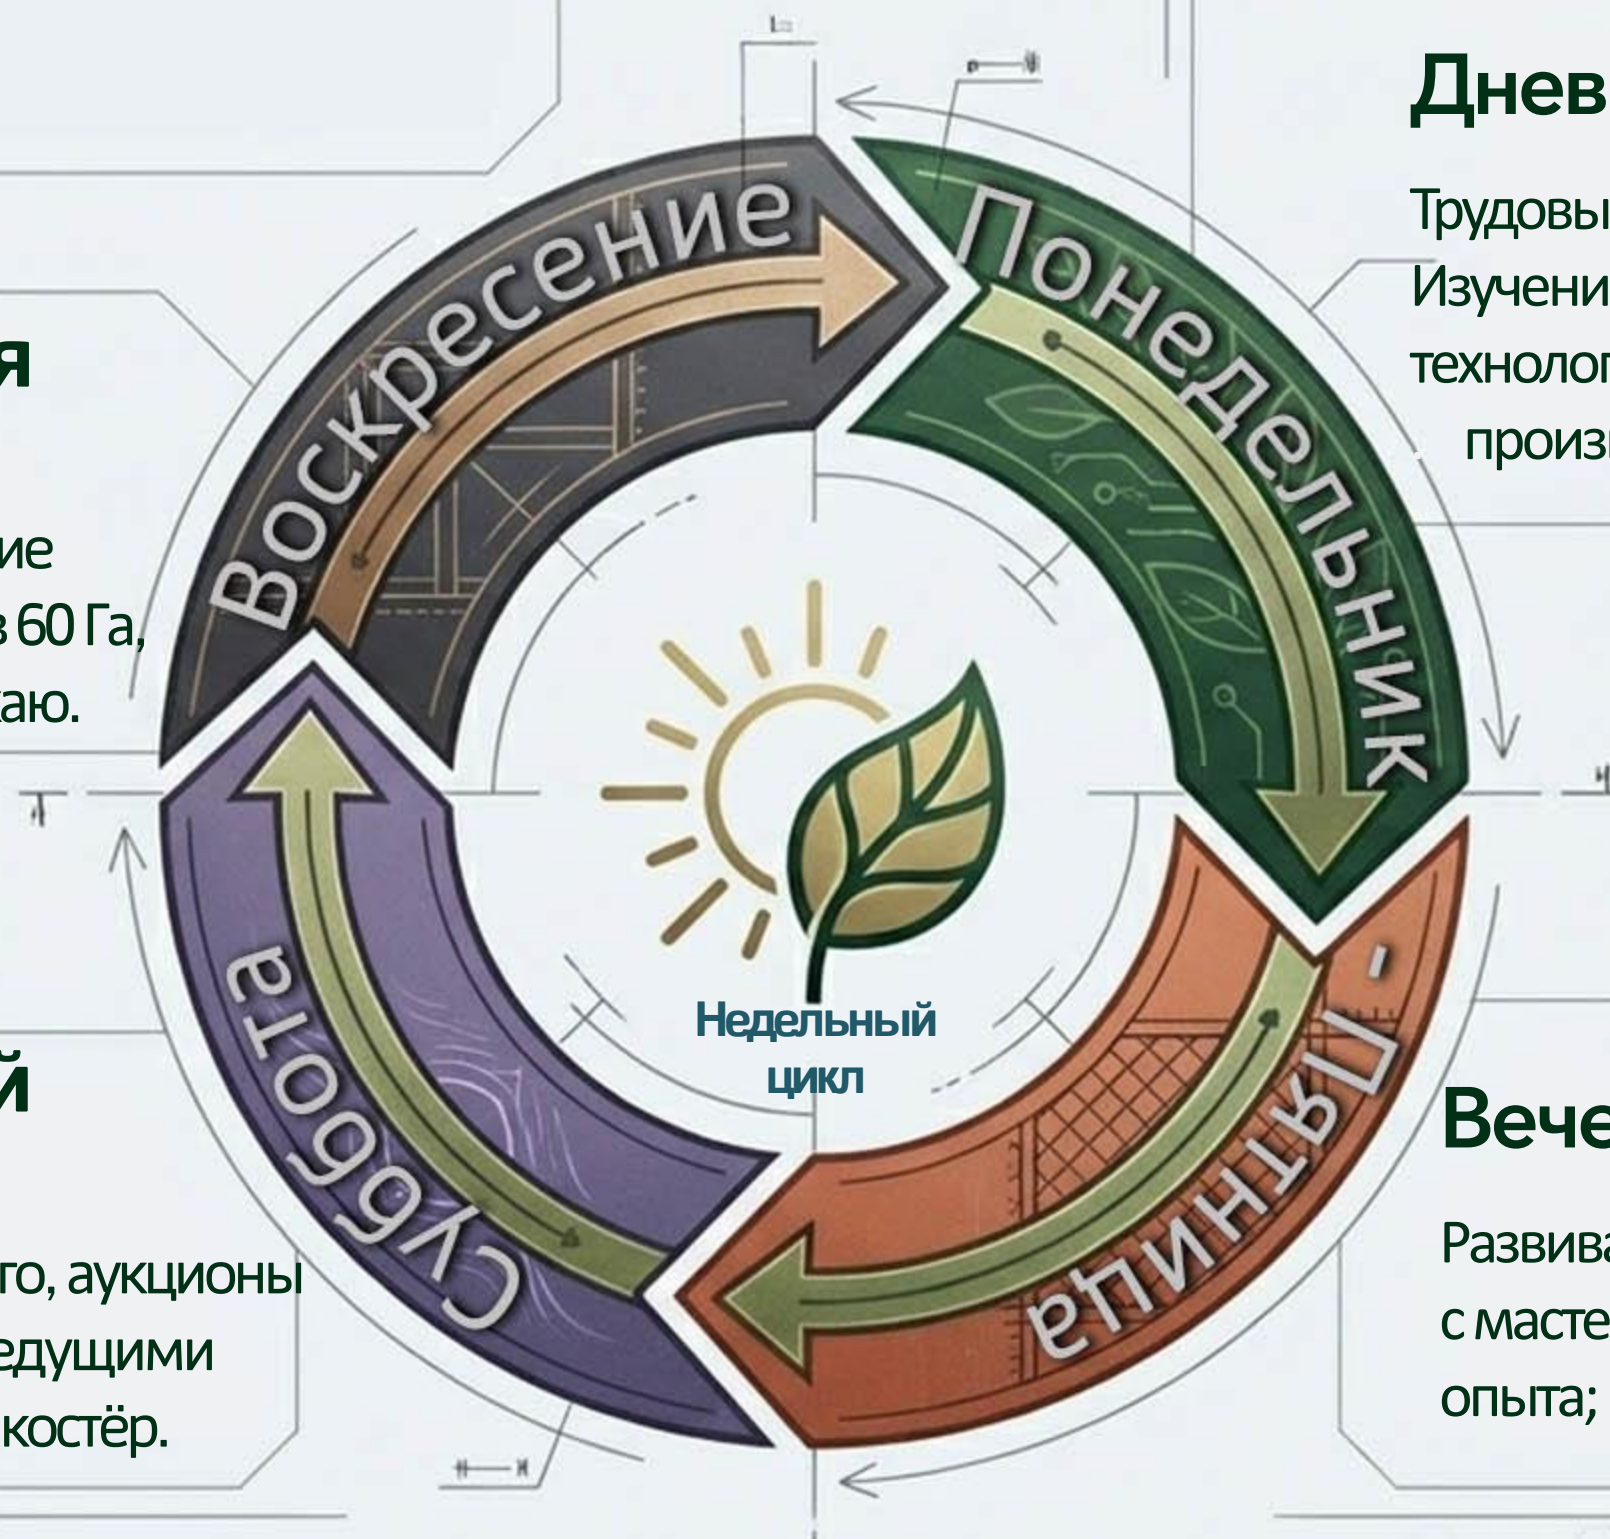 Воскресение
Понедельник
- Пятница
Суббота
Недельный
цикл
Днев
Трудовы
Изучени
технолог
произв
я
ие
в 60 Га,
аю.
й
го, аукционы
едущими
костёр.
Вече
Развива
с масте
опыта;